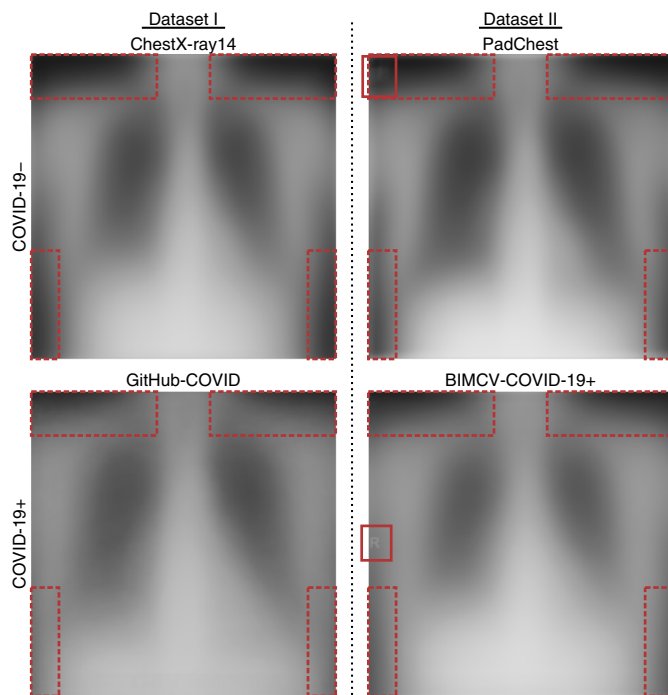 Dataset I
Dataset II
ChestX-ray14
PadChest
COVID-19–
GitHub-COVID
BIMCV-COVID-19+
COVID-19+
R